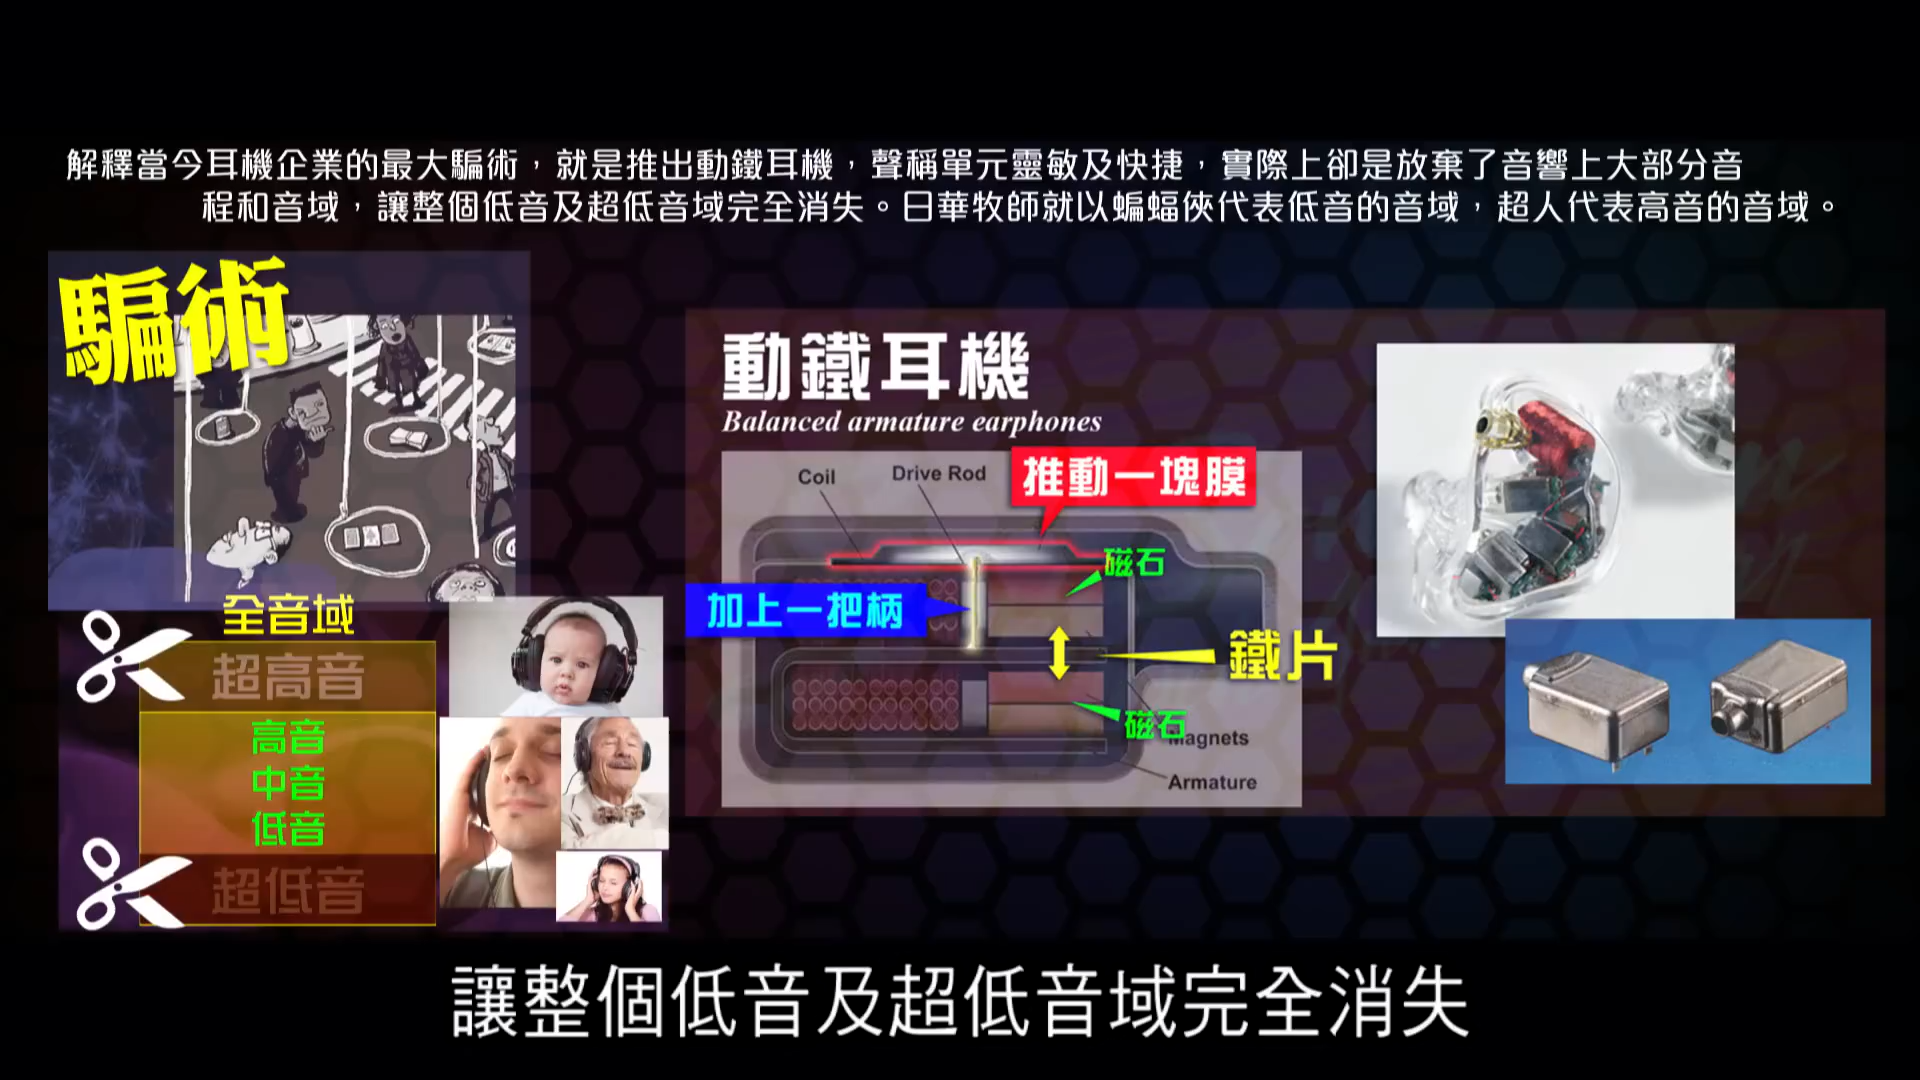 解釋當今耳機企業的最大騙術，就是推出動鐵耳機，聲稱單元靈敏及快捷，實際上卻是放棄了音響上大部分音
程和音域，讓整個低音及超低音域完全消失。日華牧師就以蝙蝠俠代表低音的音域，超人代表高音的音域。
騙術
全音域
超高音
高音
中音
低音
超低音
動鐵耳機
Balanced armature earphones
Coil
Drive Rod
推動一塊膜
磁石
加上一把柄
鐵片
磁石
Magnets
Armature
讓整個低音及超低音域完全消失